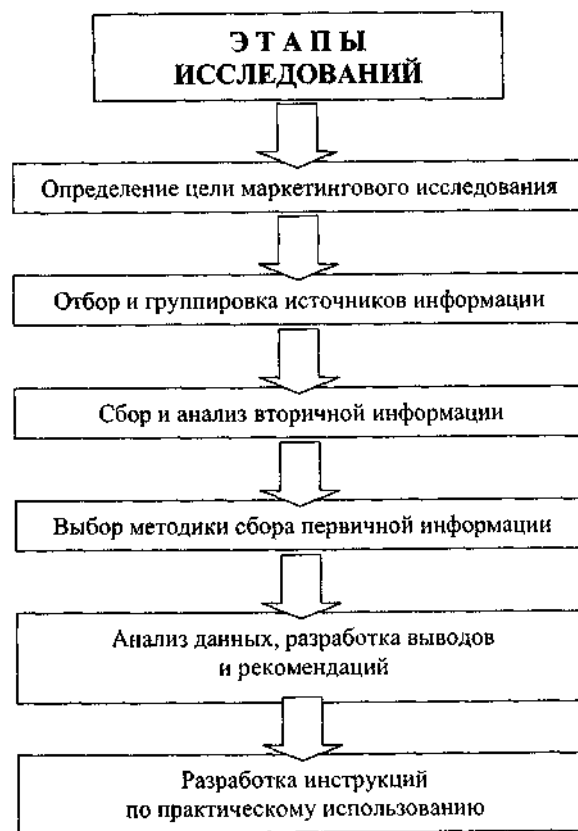 Э Т А П Ы
ИССЛЕДОВАНИЙ
Определение цели маркетингового исследования
Отбор и группировка источников информации
Сбор и анализ вторичной информации
Выбор методики сбора первичной информации
Анализ данных, разработка выводов
и рекомендаций
Разработка инструкций
по практическому использованию